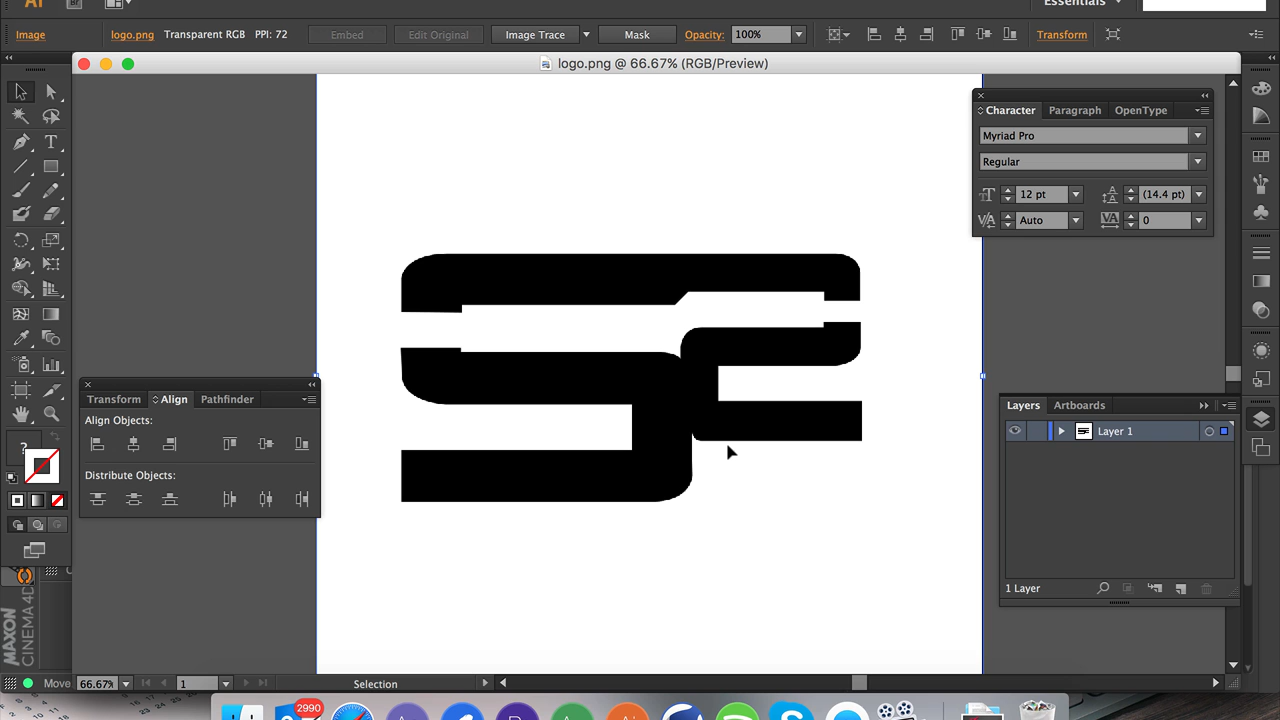 Essentials
Image logo.png Transparent RGB PPI: 72 Embed Edit Original Image Trace Mask Opacity: 100% Transform
logo.png @ 66.67% (RGB/Preview)
Character Paragraph OpenType
Myriad Pro
Regular
12 pt (14.4 pt)
Auto 0
Transform Align Pathfinder
Align Objects:
Distribute Objects:
Layers Artboards
Layer 1
1 Layer
?
MAXON
CINEMA 4D
66.67% 1 Selection
Move
2990